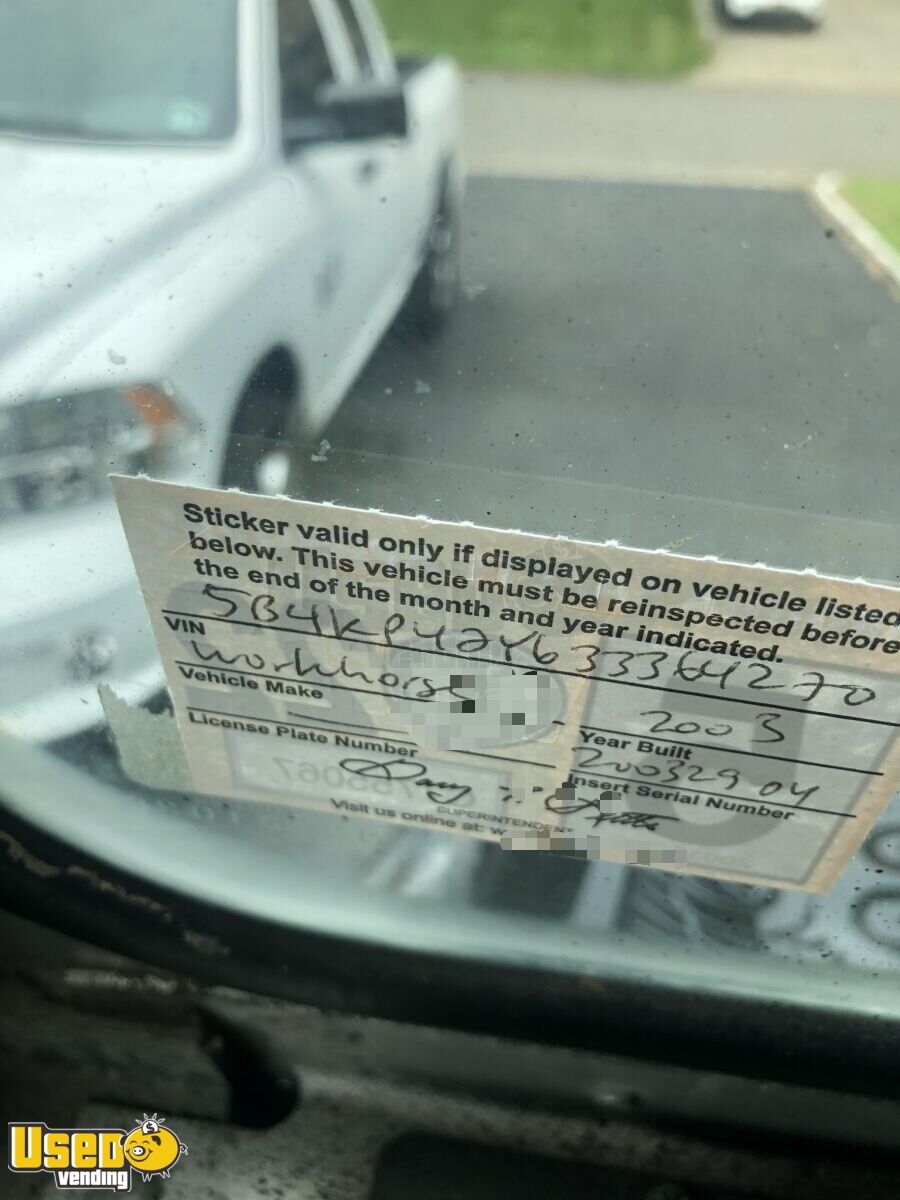 Sticker valid only if displayed on vehicle listed
below. This vehicle must be reinspected before
the end of the month and year indicated.
5B4KP42Y633364270
VIN
Workhorse
Vehicle Make
2003
Year Built
License Plate Number
20032904
Insert Serial Number
SUPERINTENDENT
Visit us online at: w
USED
vending